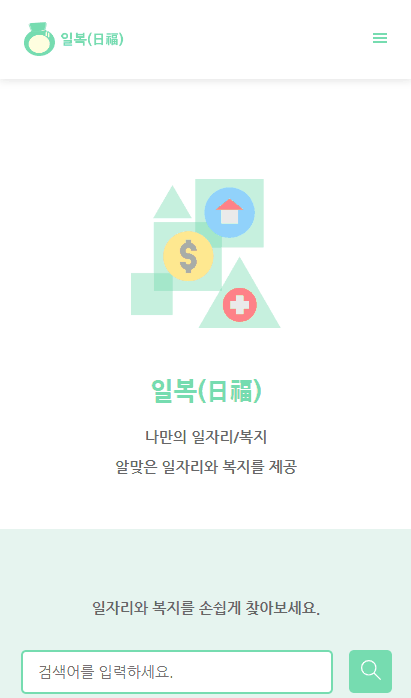 일복(日福)
$
일복(日福)
나만의 일자리/복지
알맞은 일자리와 복지를 제공
일자리와 복지를 손쉽게 찾아보세요.
검색어를 입력하세요.